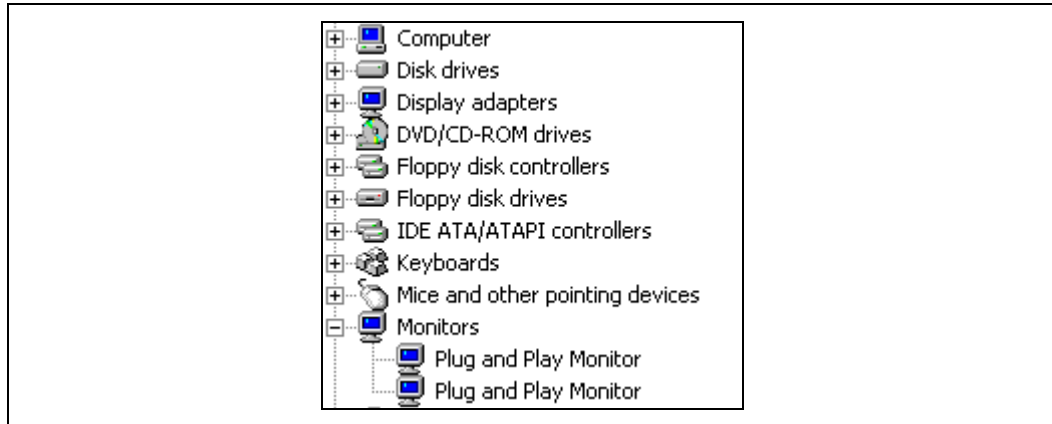 Computer
Disk drives
Display adapters
DVD/CD-ROM drives
Floppy disk controllers
Floppy disk drives
IDE ATA/ATAPI controllers
Keyboards
Mice and other pointing devices
Monitors
Plug and Play Monitor
Plug and Play Monitor